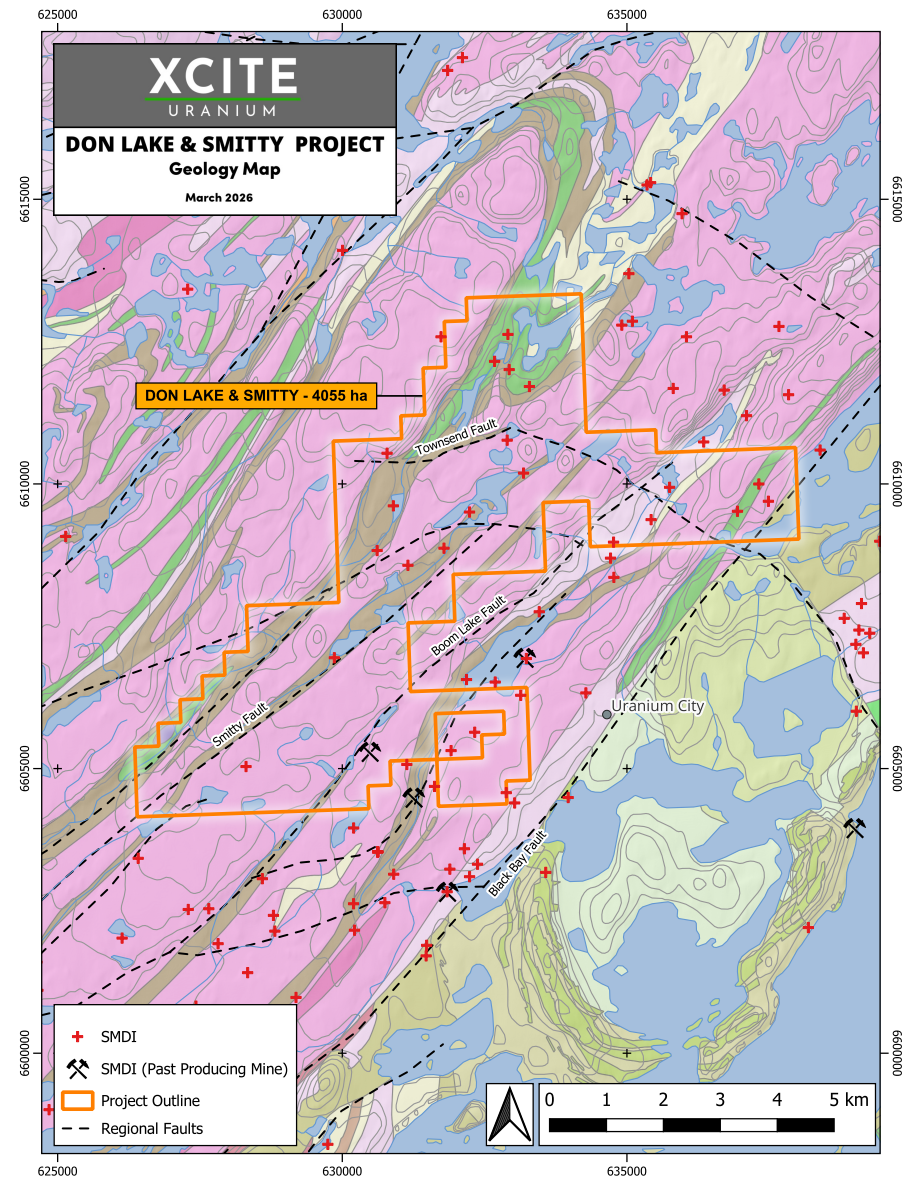 625000 630000 635000
XCITE
URANIUM
DON LAKE & SMITTY PROJECT
Geology Map
March 2026
6615000
6615000
DON LAKE & SMITTY - 4055 ha
Townsend Fault
6610000
6610000
Boom Lake Fault
Smitty Fault
Uranium City
6605000
6605000
Black Bay Fault
6600000
6600000
SMDI
SMDI (Past Producing Mine)
Project Outline
Regional Faults
0 1 2 3 4 5 km
625000 630000 635000